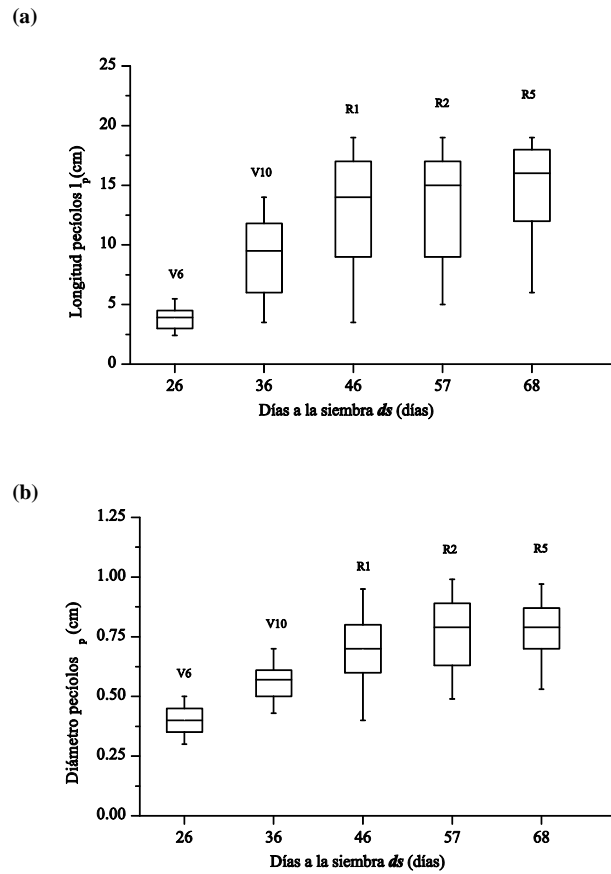 (a)
Longitud pecíolos lp(cm)
25
20
15
10
5
0
V6
V10
R1
R2
R5
26 36 46 57 68
Días a la siembra ds (días)
(b)
Diámetro pecíolos p (cm)
1.25
1.00
0.75
0.50
0.25
0.00
V6
V10
R1
R2
R5
26 36 46 57 68
Días a la siembra ds (días)